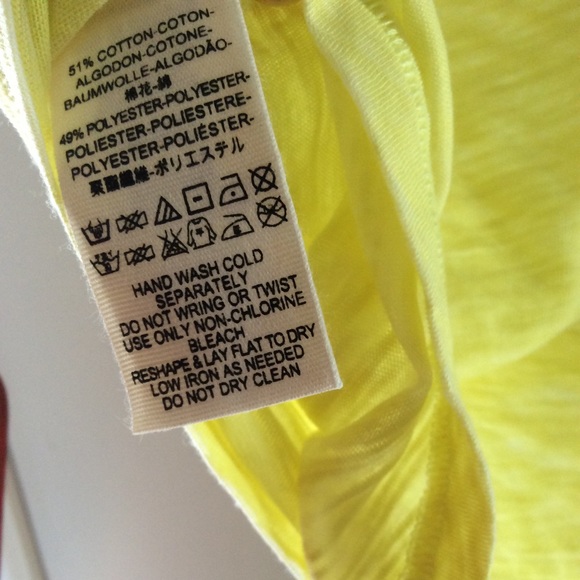 51% COTTON-COTON-
ALGODON-COTONE-
BAUMWOLLE-ALGODÃO-
棉花-綿
49% POLYESTER-POLYESTER-
POLIESTER-POLIESTERE-
POLYESTER-POLIÉSTER-
聚酯纖維-ポリエステル
HAND WASH COLD
SEPARATELY
DO NOT WRING OR TWIST
USE ONLY NON-CHLORINE
BLEACH
RESHAPE & LAY FLAT TO DRY
LOW IRON AS NEEDED
DO NOT DRY CLEAN